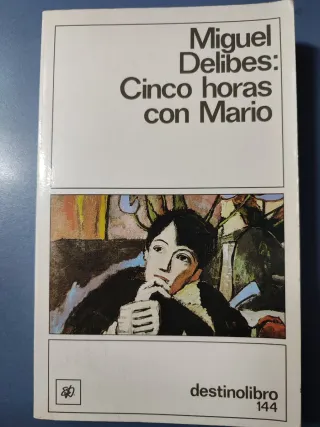 Miguel
Delibes:
Cinco horas
con Mario
destinolibro
144